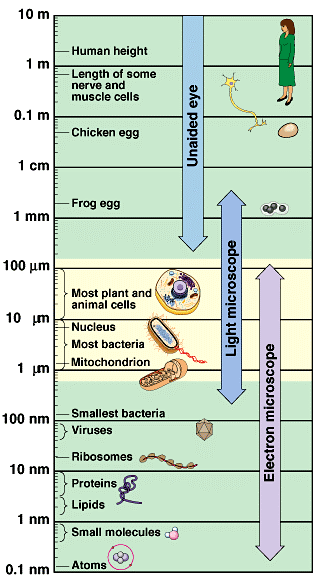 10 m
Human height
1 m
Length of some
nerve and
muscle cells
0.1 m
Chicken egg
1 cm
Frog egg
1 mm
100 µm
Most plant and
animal cells
10 µm
Nucleus
Most bacteria
Mitochondrion
1 µm
Smallest bacteria
100 nm
Viruses
Ribosomes
10 nm
Proteins
Lipids
1 nm
Small molecules
Atoms
0.1 nm
Unaided eye
Light microscope
Electron microscope